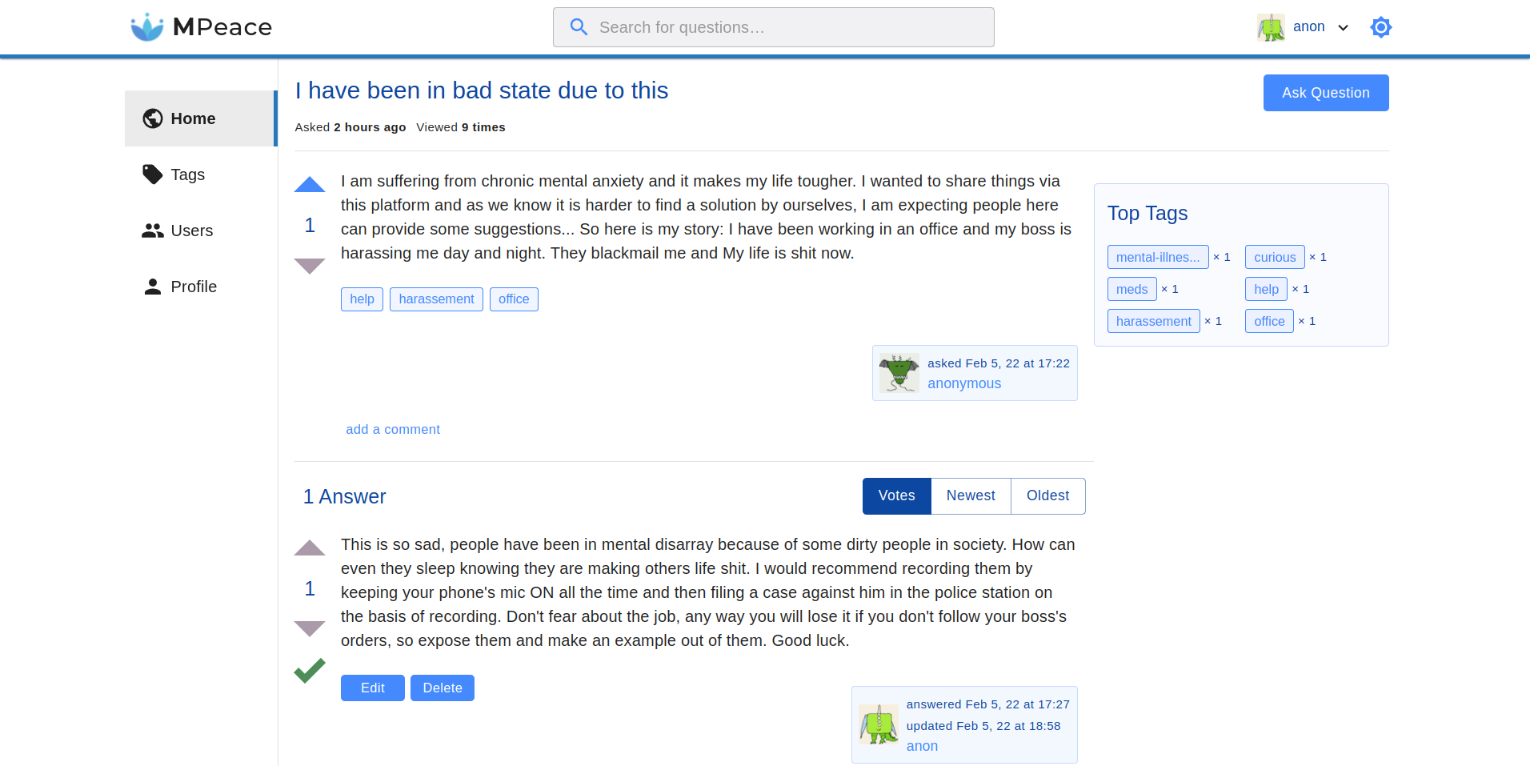 MPeace
Search for questions…
anon
Home
Tags
Users
Profile
I have been in bad state due to this
Ask Question
Asked 2 hours ago Viewed 9 times
1
I am suffering from chronic mental anxiety and it makes my life tougher. I wanted to share things via
this platform and as we know it is harder to find a solution by ourselves, I am expecting people here
can provide some suggestions... So here is my story: I have been working in an office and my boss is
harassing me day and night. They blackmail me and My life is shit now.
help harassement office
asked Feb 5, 22 at 17:22
anonymous
add a comment
Top Tags
mental-illnes... × 1 curious × 1
meds × 1 help × 1
harassement × 1 office × 1
1 Answer
Votes Newest Oldest
1
This is so sad, people have been in mental disarray because of some dirty people in society. How can
even they sleep knowing they are making others life shit. I would recommend recording them by
keeping your phone's mic ON all the time and then filing a case against him in the police station on
the basis of recording. Don't fear about the job, any way you will lose it if you don't follow your boss's
orders, so expose them and make an example out of them. Good luck.
Edit Delete
answered Feb 5, 22 at 17:27
updated Feb 5, 22 at 18:58
anon